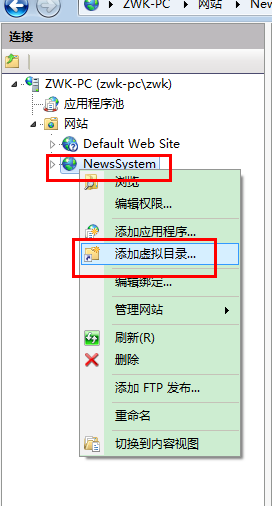 ZWK-PC ▸ 网站 ▸ New
连接
ZWK-PC (zwk-pc\zwk)
应用程序池
网站
Default Web Site
NewsSystem
浏览
编辑权限...
添加应用程序...
添加虚拟目录...
编辑绑定...
管理网站
刷新(R)
删除
添加 FTP 发布...
重命名
切换到内容视图